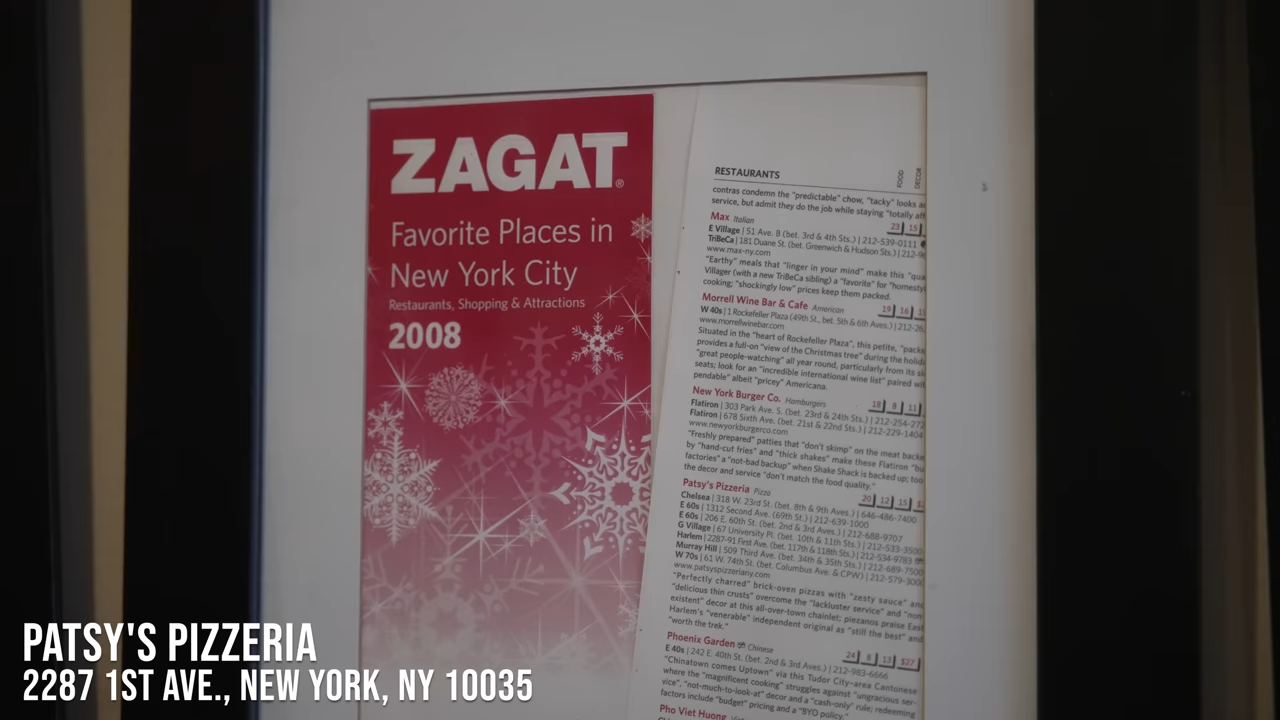 ZAGAT®
Favorite Places in
New York City
Restaurants, Shopping & Attractions
2008
RESTAURANTS
FOOD
DECOR
contras condemn the "predictable" chow, "tacky" looks
service, but admit they do the job while staying "totally
Max Italian 23 15
E Village | 51 Ave. B (bet. 3rd & 4th Sts.) | 212-539-0111
TriBeCa | 181 Duane St. (bet. Greenwich & Hudson Sts.)
www.max-ny.com
"Earthy" meals that "linger in your mind" make this
Villager (with a new TriBeCa sibling) a "favorite" for
cooking; "shockingly low" prices keep them packed.
Morrell Wine Bar & Cafe American 19 16
W 40s | 1 Rockefeller Plaza (49th St., bet. 5th & 6th Aves.)
www.morrellwinebar.com
Situated in the "heart of Rockefeller Plaza", this petite,
provides a full-on "view of the Christmas tree" during the
"great people-watching" all year round, particularly from its
seats; look for an "incredible international wine list" paired
pendable" albeit "pricey" Americana.
New York Burger Co. Hamburgers 18 8 11
Flatiron | 303 Park Ave. S. (bet. 23rd & 24th Sts.)
Flatiron | 678 Sixth Ave. (bet. 21st & 22nd Sts.) | 212-229-1404
www.newyorkburgerco.com
"Freshly prepared" patties that "don't skimp" on the meat
by "hand-cut fries" and "thick shakes" make these Flatiron
factories" a "not-bad backup" when Shake Shack is backed up; too
the decor and service "don't match the food quality."
Patsy's Pizzeria Pizza 20 12 15
Chelsea | 318 W. 23rd St. (bet. 8th & 9th Aves.) | 646-486-7400
E 60s | 1312 Second Ave. (69th St.) | 212-639-1000
E 60s | 206 E. 60th St. (bet. 2nd & 3rd Aves.) | 212-688-9707
G Village | 67 University Pl. (bet. 10th & 11th Sts.) | 212-533-3500
Harlem | 2287-91 First Ave. (bet. 117th & 118th Sts.) | 212-534-9783
Murray Hill | 509 Third Ave. (bet. 34th & 35th Sts.) | 212-689-7500
W 70s | 61 W. 74th St. (bet. Columbus Ave. & CPW) | 212-579-3000
www.patsyspizzeriany.com
"Perfectly charred" brick-oven pizzas with "zesty sauce" and
"delicious thin crusts" overcome the "lackluster service" and "non
existent" decor at this all-over-town chainlet; piezanos praise East
Harlem's "venerable" independent original as "still the best" and
"worth the trek."
Phoenix Garden Chinese 24 8 13 $27
E 40s | 242 E. 40th St. (bet. 2nd & 3rd Aves.) | 212-983-6666
"Chinatown comes Uptown" via this Tudor City-area Cantonese
where the "magnificent cooking" struggles against "ungracious ser-
vice", "not-much-to-look-at" decor and a "cash-only" rule; redeeming
factors include "budget" pricing and a "BYO policy."
Pho Viet Huong
PATSY'S PIZZERIA
2287 1ST AVE., NEW YORK, NY 10035